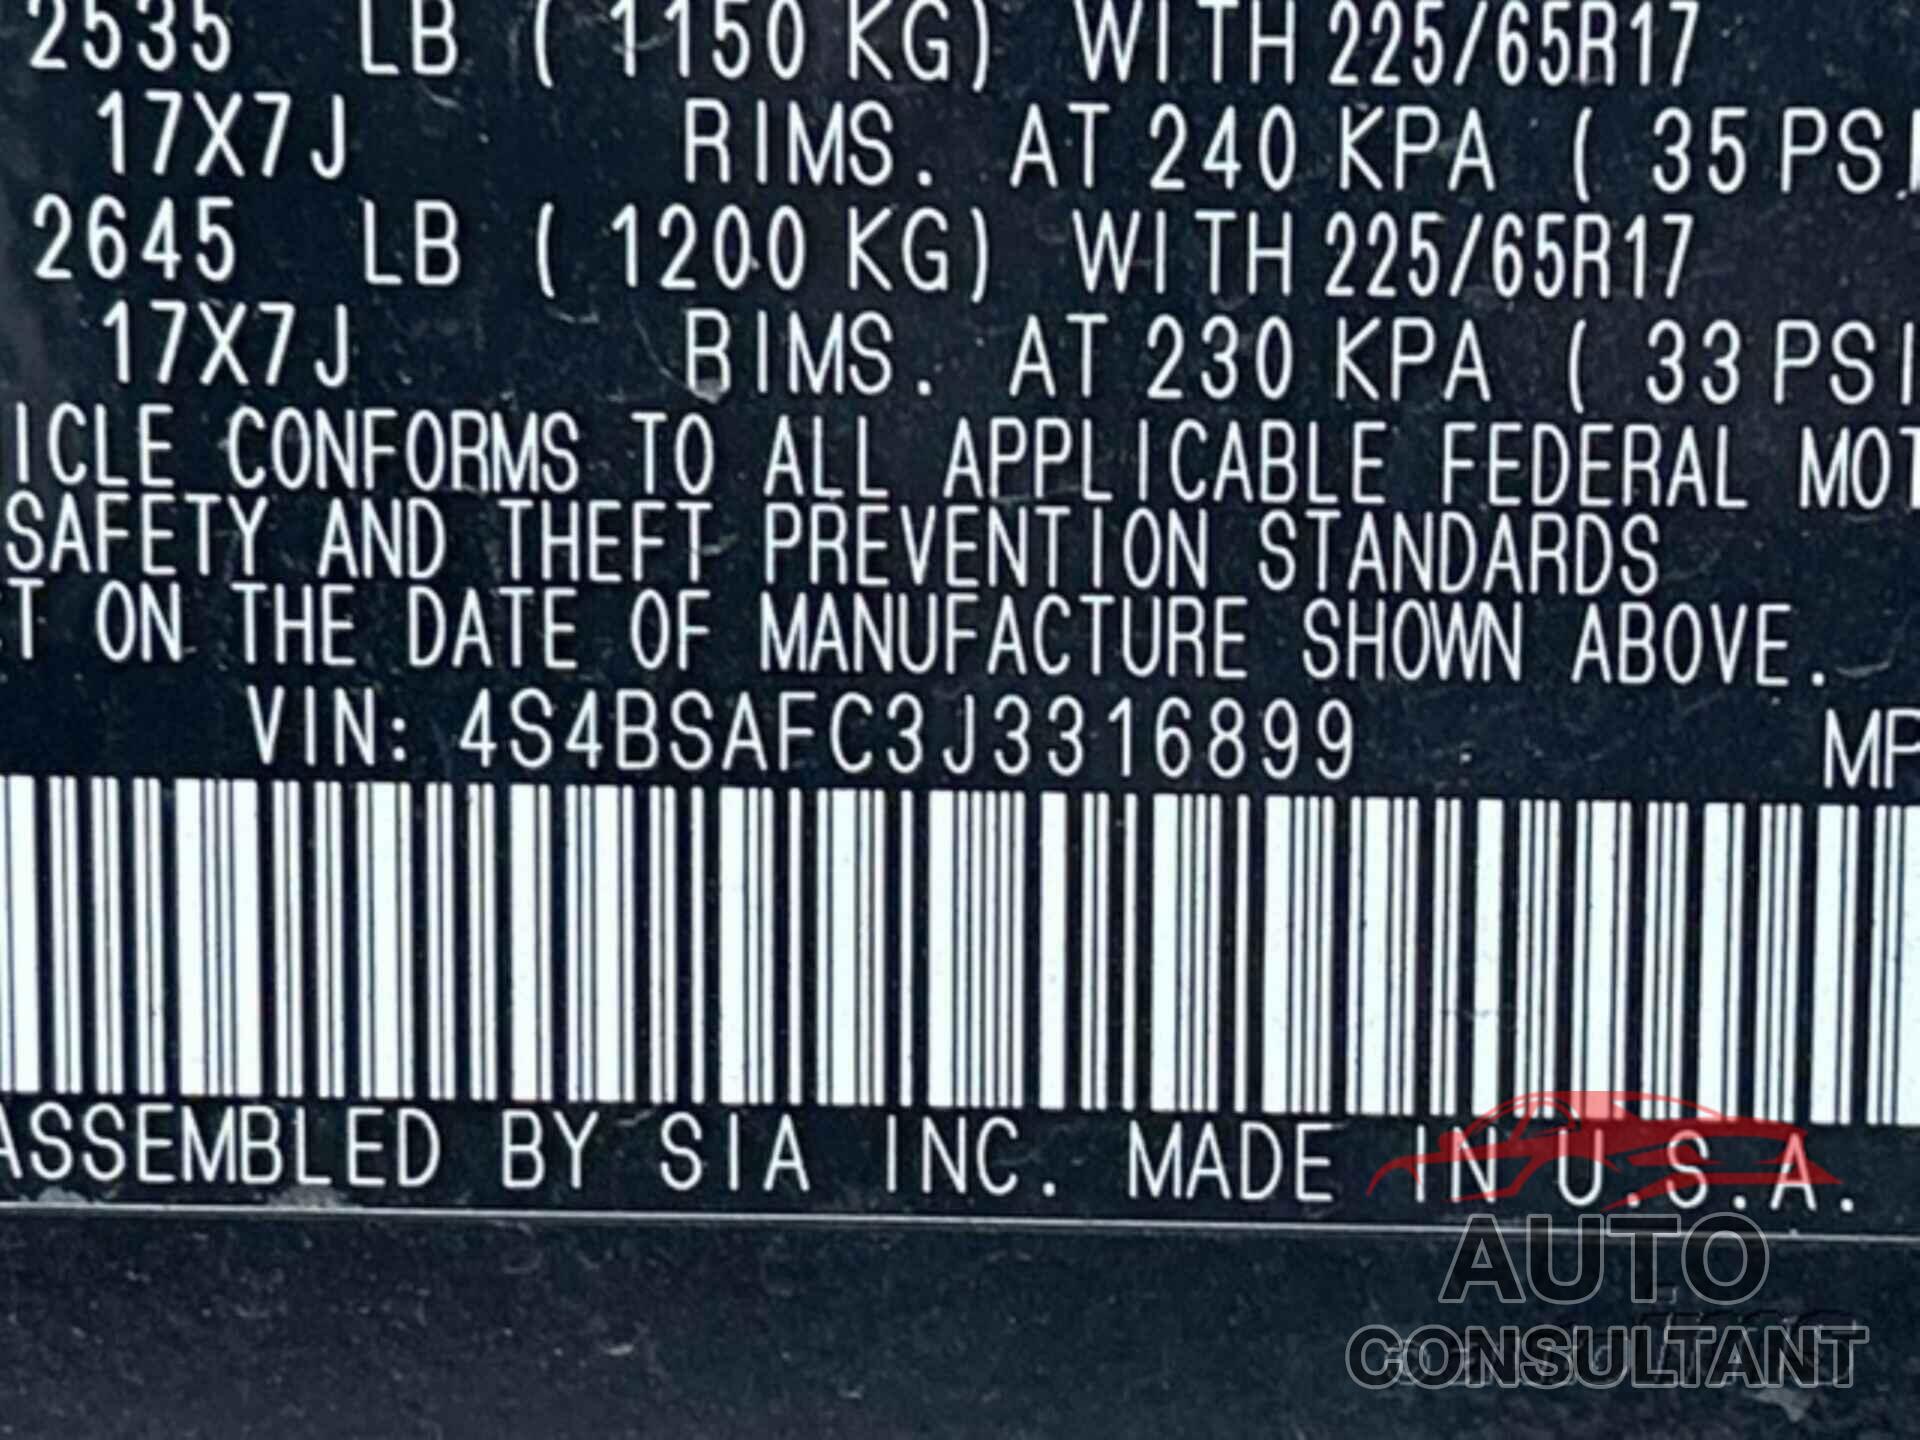 2535 LB ( 1150 KG) WITH 225/65R17
17X7J RIMS. AT 240 KPA ( 35 PSI
2645 LB ( 1200 KG) WITH 225/65R17
17X7J RIMS. AT 230 KPA ( 33 PSI
ICLE CONFORMS TO ALL APPLICABLE FEDERAL MOT
SAFETY AND THEFT PREVENTION STANDARDS
CT ON THE DATE OF MANUFACTURE SHOWN ABOVE.
VIN: 4S4BSAFC3J3316899 MP
ASSEMBLED BY SIA INC. MADE IN U.S.A.
AUTO
CONSULTANT